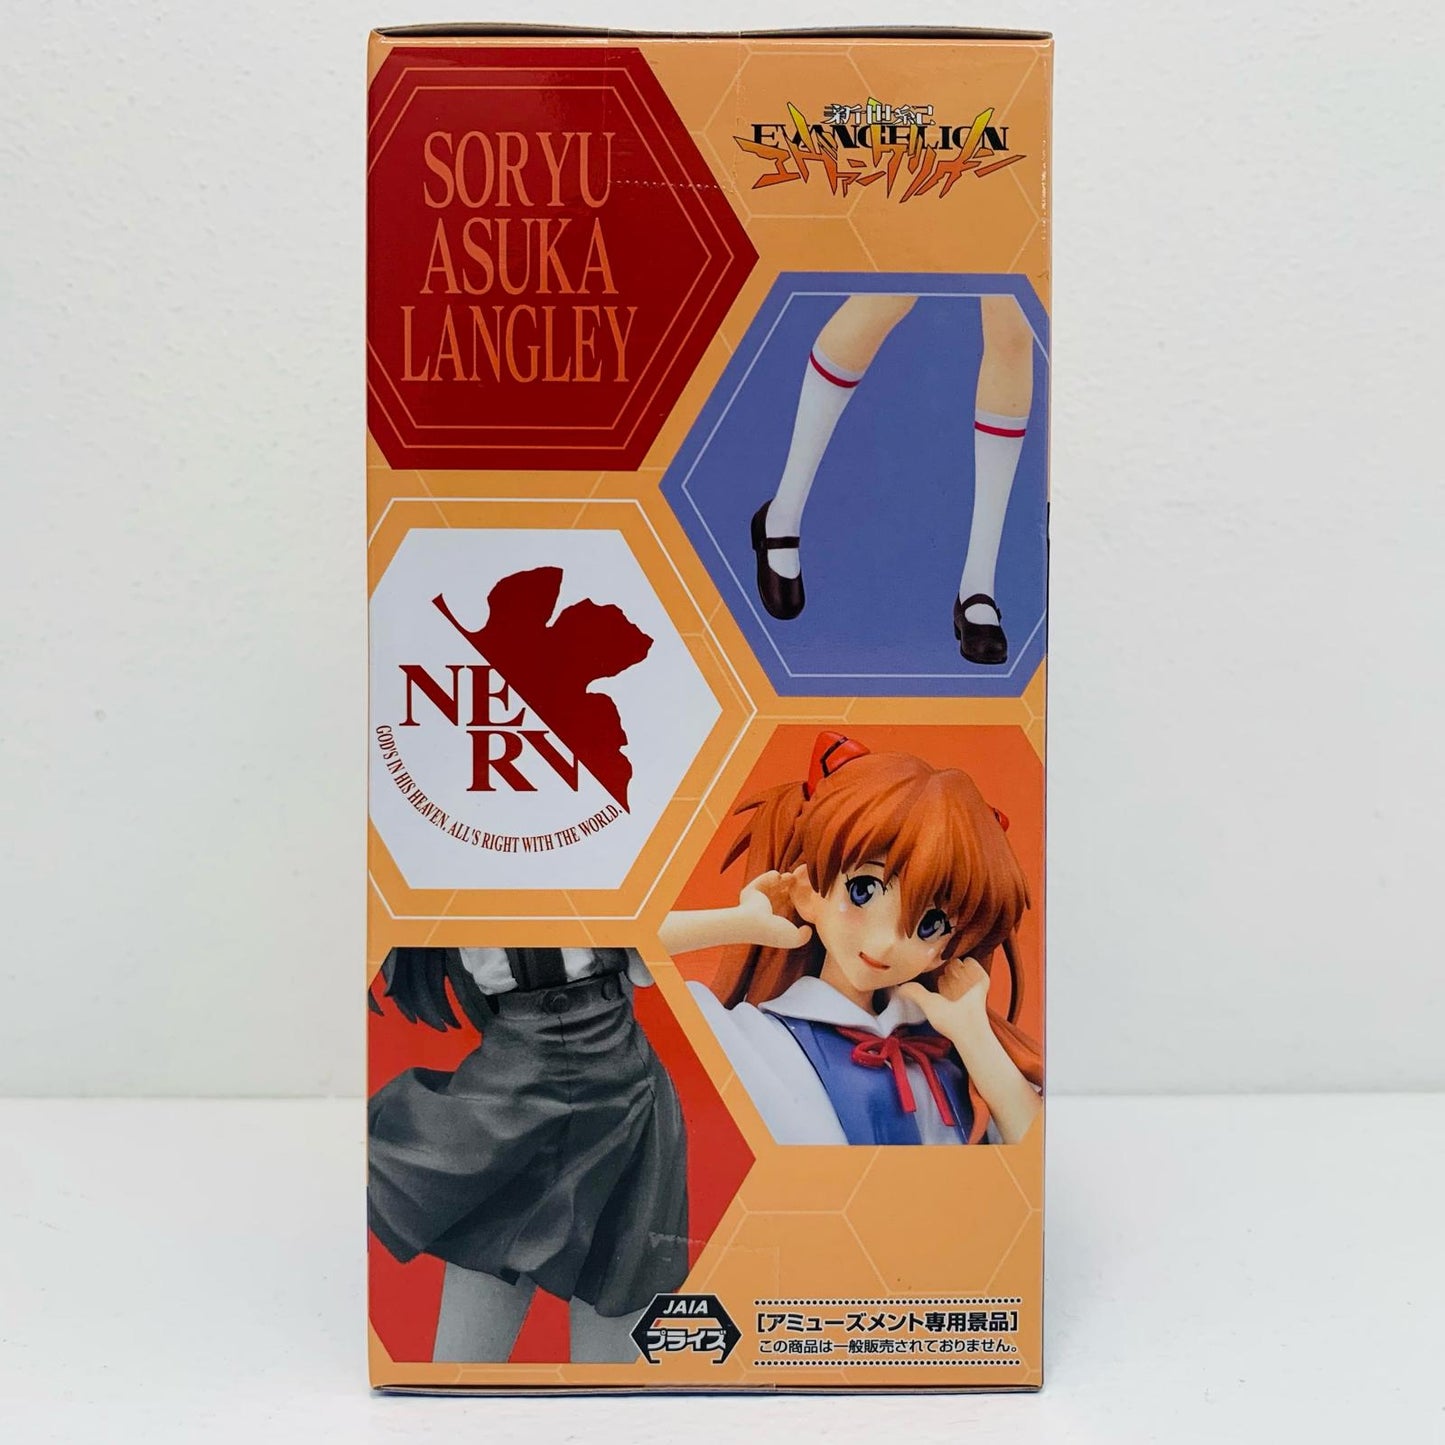 SORYU
ASUKA
LANGLEY
新世紀
EVANGELION
エヴァンゲリオン
NE
RV
GOD'S IN HIS HEAVEN. ALL'S RIGHT WITH THE WORLD.
JAIA
プライズ
[アミューズメント専用景品]
この商品は一般販売されておりません。